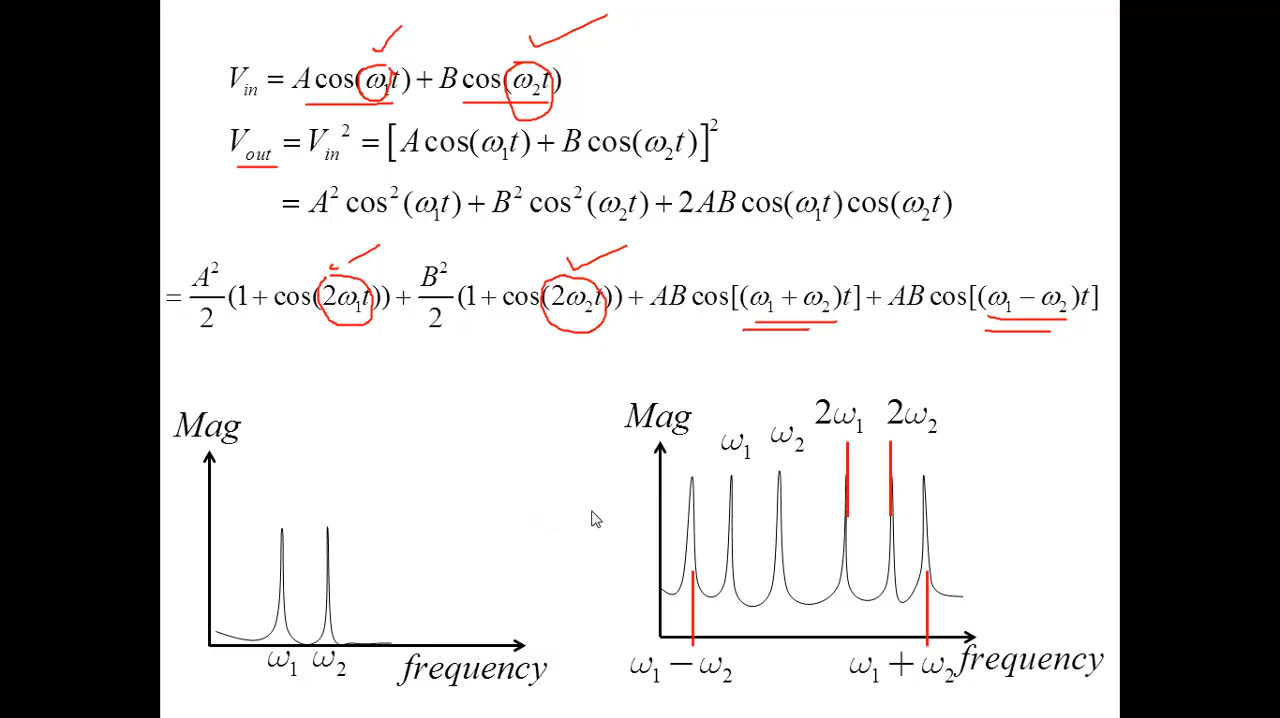 V_in = A cos(ω₁t) + B cos(ω₂t)
V_out = V_in² = [A cos(ω₁t) + B cos(ω₂t)]²
= A² cos²(ω₁t) + B² cos²(ω₂t) + 2AB cos(ω₁t) cos(ω₂t)
= A²/2 (1 + cos(2ω₁t)) + B²/2 (1 + cos(2ω₂t)) + AB cos[(ω₁ + ω₂)t] + AB cos[(ω₁ − ω₂)t]
Mag
ω₁ ω₂ frequency
Mag ω₁ ω₂ 2ω₁ 2ω₂
ω₁ − ω₂ ω₁ + ω₂ frequency